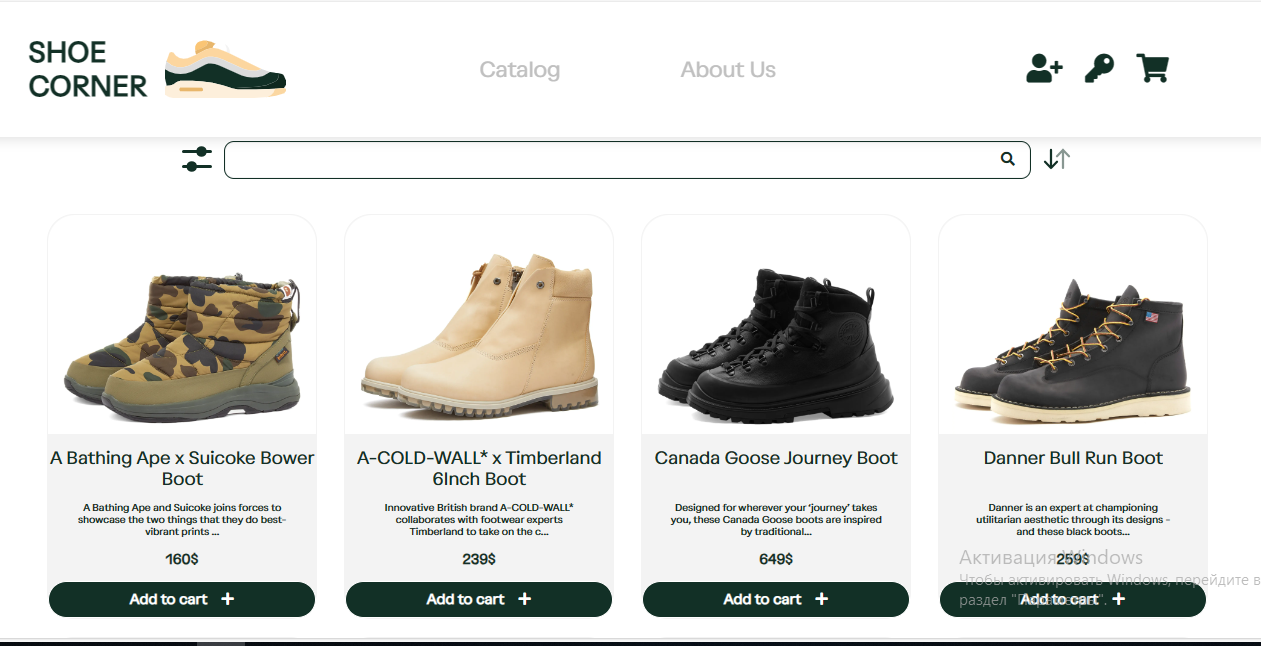 SHOE
CORNER
Catalog
About Us
A Bathing Ape x Suicoke Bower
Boot
A Bathing Ape and Suicoke joins forces to
showcase the two things that they do best-
vibrant prints ...
160$
Add to cart +
A-COLD-WALL* x Timberland
6Inch Boot
Innovative British brand A-COLD-WALL*
collaborates with footwear experts
Timberland to take on the c...
239$
Add to cart +
Canada Goose Journey Boot
Designed for wherever your ‘journey’ takes
you, these Canada Goose boots are inspired
by traditional...
649$
Add to cart +
Danner Bull Run Boot
Danner is an expert at championing
utilitarian aesthetic through its designs -
and these black boots...
259$
Add to cart +
Активация Windows
Чтобы активировать Windows, перейдите в
раздел "Параметры".